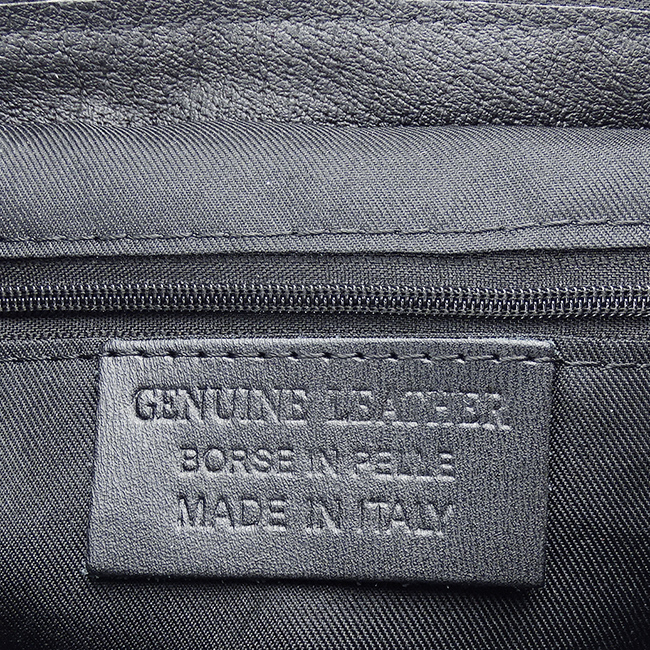 GENUINE LEATHER
BORSE IN PELLE
MADE IN ITALY